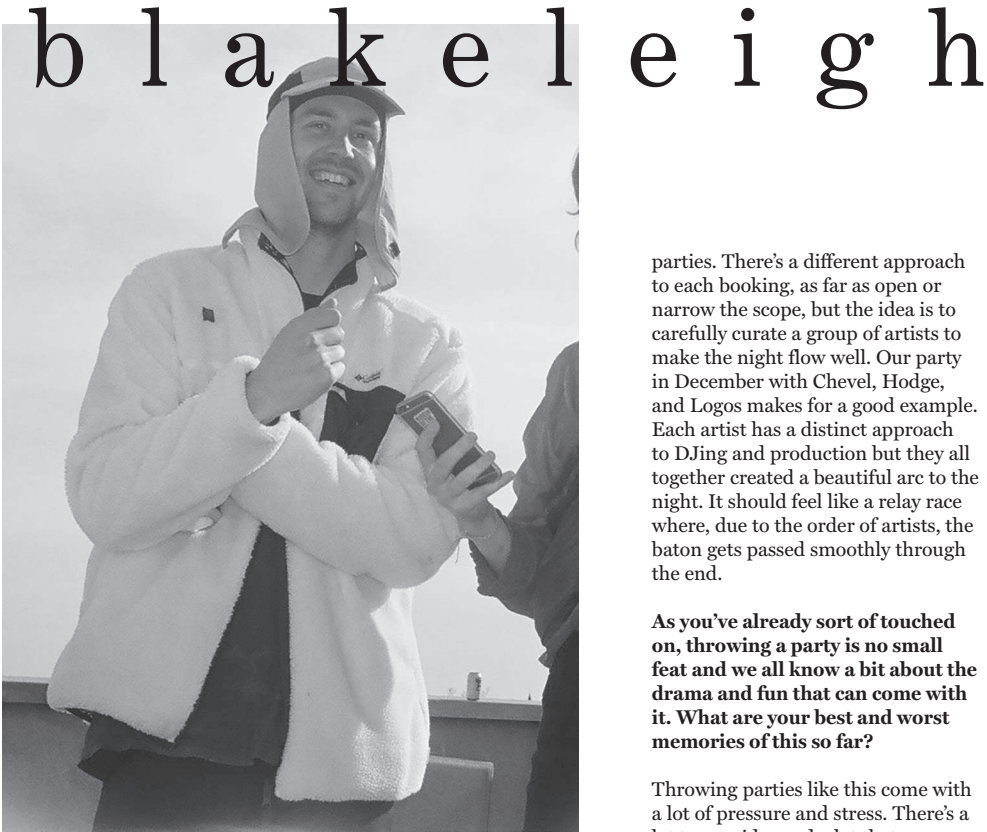 blakeleigh
parties. There’s a different approach
to each booking, as far as open or
narrow the scope, but the idea is to
carefully curate a group of artists to
make the night flow well. Our party
in December with Chevel, Hodge,
and Logos makes for a good example.
Each artist has a distinct approach
to DJing and production but they all
together created a beautiful arc to the
night. It should feel like a relay race
where, due to the order of artists, the
baton gets passed smoothly through
the end.
As you’ve already sort of touched
on, throwing a party is no small
feat and we all know a bit about the
drama and fun that can come with
it. What are your best and worst
memories of this so far?
Throwing parties like this come with
a lot of pressure and stress. There’s a